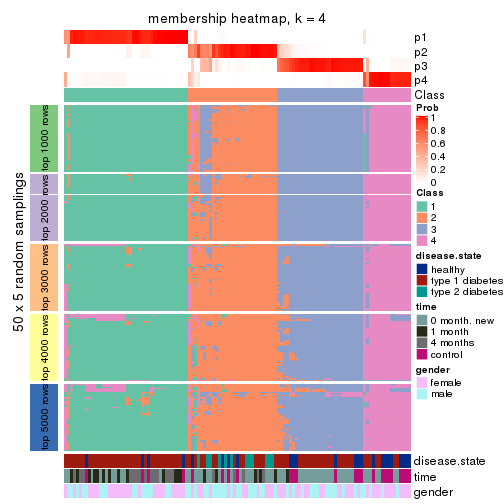 membership heatmap, k = 4
p1
p2
p3
p4
Class
50 x 5 random samplings
top 1000 rows
top 2000 rows
top 3000 rows
top 4000 rows
top 5000 rows
Prob
1
0.8
0.6
0.4
0.2
0
Class
1
2
3
4
disease.state
healthy
type 1 diabetes
type 2 diabetes
time
0 month. new
1 month
4 months
control
gender
female
male
disease.state
time
gender